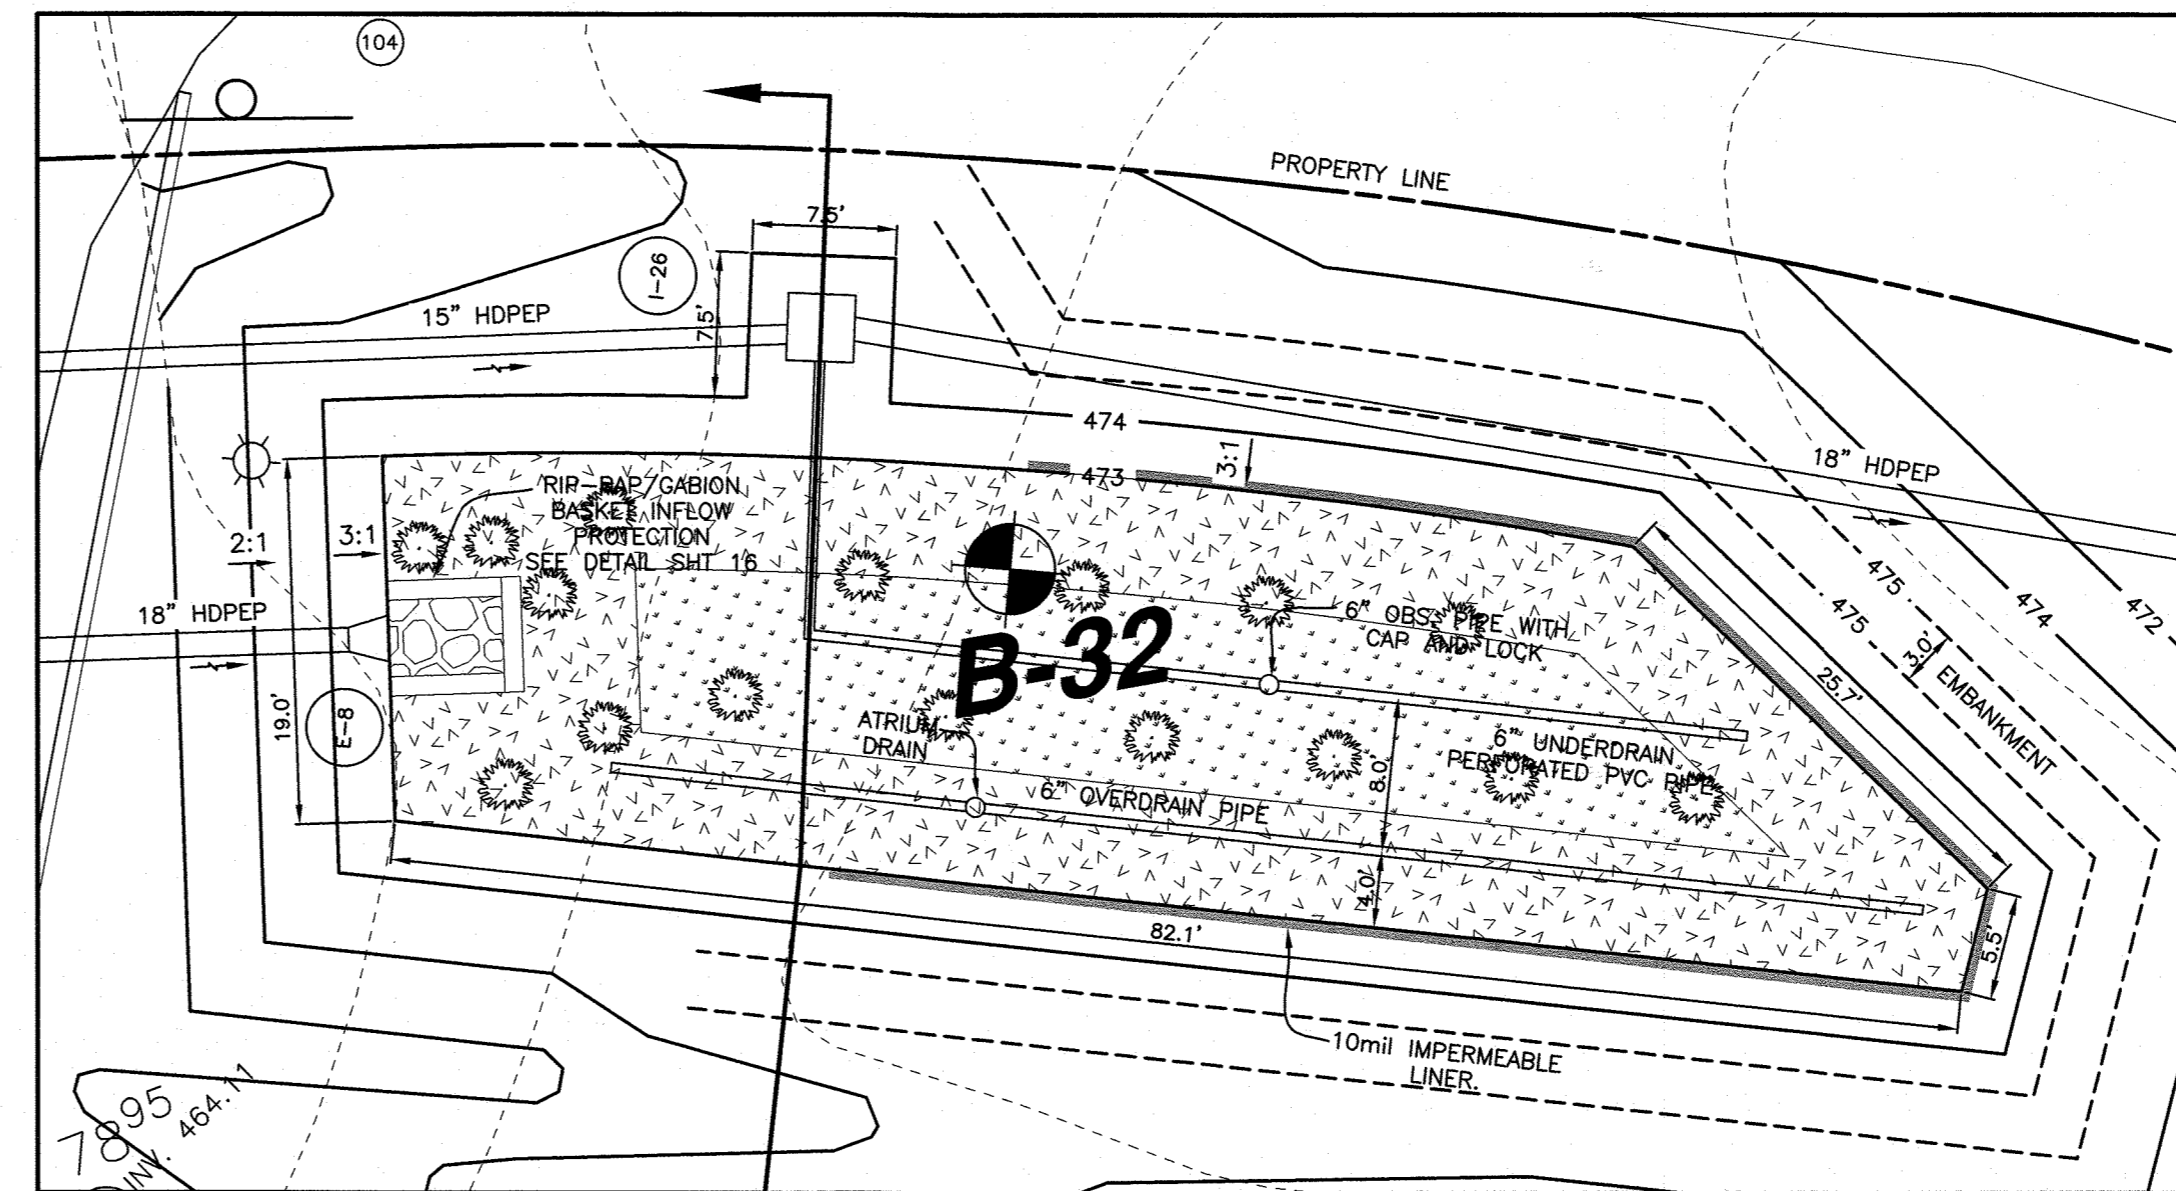 104
PROPERTY LINE
7.5'
I-26
7.5'
15" HDPEP
474
3:1
473
18" HDPEP
RIP-RAP/GABION
BASKET INFLOW
PROTECTION
SEE DETAIL SHT 16
2:1
3:1
18" HDPEP
19.0'
E-8
B-32
6" OBS. PIPE WITH
CAP AND LOCK
475
475
474
472
3.0'
EMBANKMENT
25.7'
ATRIUM
DRAIN
6" UNDERDRAIN
PERFORATED PVC PIPE
8.0'
6" OVERDRAIN PIPE
4.0'
82.1'
5.5'
10mil IMPERMEABLE
LINER.
7895
INV. 464.11